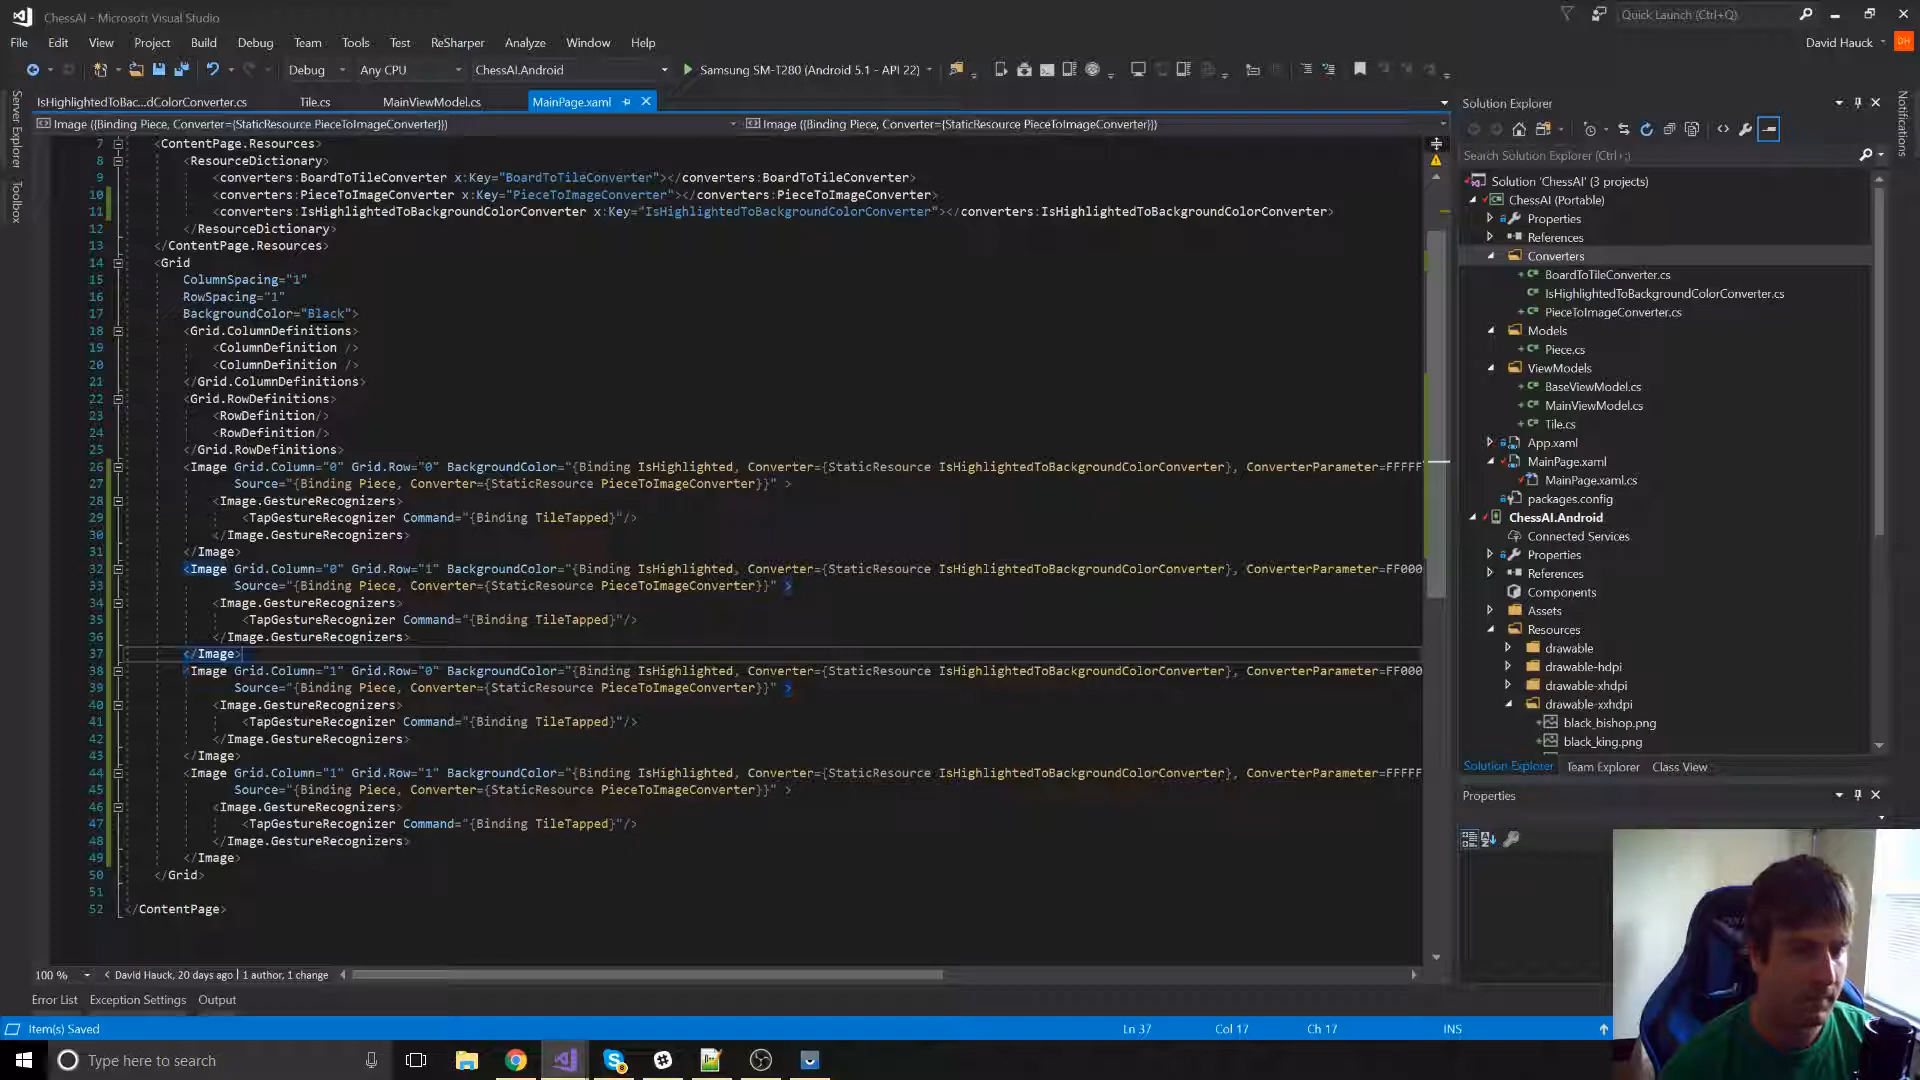 ChessAI - Microsoft Visual Studio
Quick Launch (Ctrl+Q)
File Edit View Project Build Debug Team Tools Test ReSharper Analyze Window Help
David Hauck
DH
Debug Any CPU ChessAI.Android Samsung SM-T280 (Android 5.1 - API 22)
Server Explorer
Toolbox
Notifications
IsHighlightedToBac...dColorConverter.cs Tile.cs MainViewModel.cs MainPage.xaml
Image ({Binding Piece, Converter={StaticResource PieceToImageConverter}})
Image ({Binding Piece, Converter={StaticResource PieceToImageConverter}})
7 <ContentPage.Resources>
8 <ResourceDictionary>
9 <converters:BoardToTileConverter x:Key="BoardToTileConverter"></converters:BoardToTileConverter>
10 <converters:PieceToImageConverter x:Key="PieceToImageConverter"></converters:PieceToImageConverter>
11 <converters:IsHighlightedToBackgroundColorConverter x:Key="IsHighlightedToBackgroundColorConverter"></converters:IsHighlightedToBackgroundColorConverter>
12 </ResourceDictionary>
13 </ContentPage.Resources>
14 <Grid
15 ColumnSpacing="1"
16 RowSpacing="1"
17 BackgroundColor="Black">
18 <Grid.ColumnDefinitions>
19 <ColumnDefinition />
20 <ColumnDefinition />
21 </Grid.ColumnDefinitions>
22 <Grid.RowDefinitions>
23 <RowDefinition/>
24 <RowDefinition/>
25 </Grid.RowDefinitions>
26 <Image Grid.Column="0" Grid.Row="0" BackgroundColor="{Binding IsHighlighted, Converter={StaticResource IsHighlightedToBackgroundColorConverter}, ConverterParameter=FFFFF
27 Source="{Binding Piece, Converter={StaticResource PieceToImageConverter}}" >
28 <Image.GestureRecognizers>
29 <TapGestureRecognizer Command="{Binding TileTapped}"/>
30 </Image.GestureRecognizers>
31 </Image>
32 <Image Grid.Column="0" Grid.Row="1" BackgroundColor="{Binding IsHighlighted, Converter={StaticResource IsHighlightedToBackgroundColorConverter}, ConverterParameter=FF000
33 Source="{Binding Piece, Converter={StaticResource PieceToImageConverter}}" >
34 <Image.GestureRecognizers>
35 <TapGestureRecognizer Command="{Binding TileTapped}"/>
36 </Image.GestureRecognizers>
37 </Image>
38 <Image Grid.Column="1" Grid.Row="0" BackgroundColor="{Binding IsHighlighted, Converter={StaticResource IsHighlightedToBackgroundColorConverter}, ConverterParameter=FF000
39 Source="{Binding Piece, Converter={StaticResource PieceToImageConverter}}" >
40 <Image.GestureRecognizers>
41 <TapGestureRecognizer Command="{Binding TileTapped}"/>
42 </Image.GestureRecognizers>
43 </Image>
44 <Image Grid.Column="1" Grid.Row="1" BackgroundColor="{Binding IsHighlighted, Converter={StaticResource IsHighlightedToBackgroundColorConverter}, ConverterParameter=FFFFF
45 Source="{Binding Piece, Converter={StaticResource PieceToImageConverter}}" >
46 <Image.GestureRecognizers>
47 <TapGestureRecognizer Command="{Binding TileTapped}"/>
48 </Image.GestureRecognizers>
49 </Image>
50 </Grid>
51
52 </ContentPage>
100 % David Hauck, 20 days ago | 1 author, 1 change
Error List Exception Settings Output
Solution Explorer
Search Solution Explorer (Ctrl+;)
Solution 'ChessAI' (3 projects)
ChessAI (Portable)
Properties
References
Converters
BoardToTileConverter.cs
IsHighlightedToBackgroundColorConverter.cs
PieceToImageConverter.cs
Models
Piece.cs
ViewModels
BaseViewModel.cs
MainViewModel.cs
Tile.cs
App.xaml
MainPage.xaml
MainPage.xaml.cs
packages.config
ChessAI.Android
Connected Services
Properties
References
Components
Assets
Resources
drawable
drawable-hdpi
drawable-xhdpi
drawable-xxhdpi
black_bishop.png
black_king.png
Solution Explorer Team Explorer Class View
Properties
Item(s) Saved Ln 37 Col 17 Ch 17 INS
Type here to search